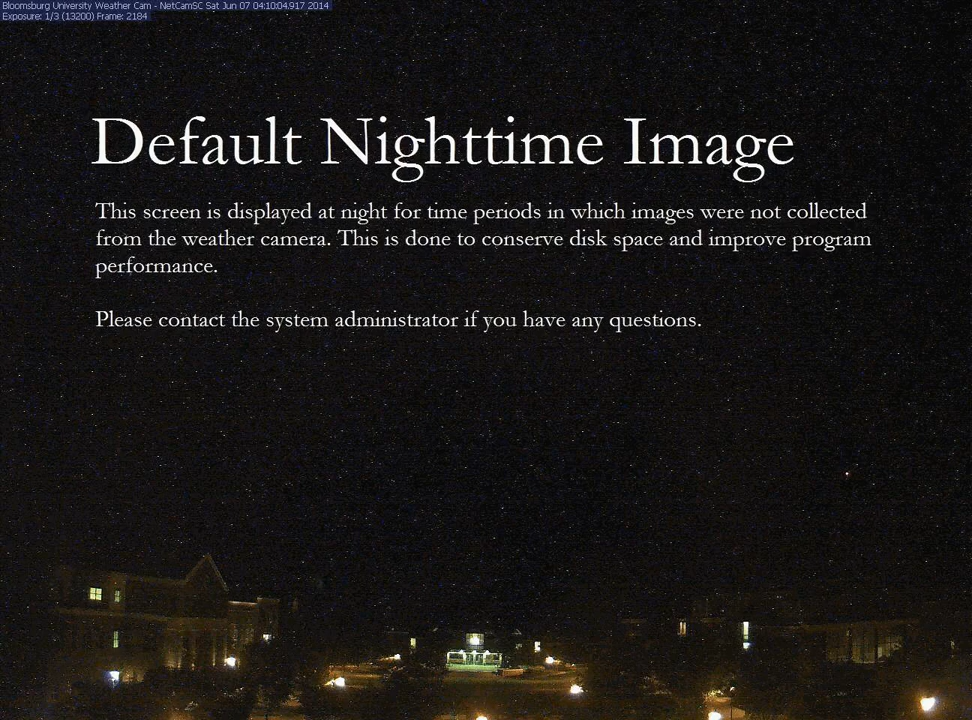 Bloomsburg University Weather Cam - NetCamSC Sat Jun 07 04:10:04.917 2014
Exposure: 1/3 (13200) Frame: 2184
Default Nighttime Image
This screen is displayed at night for time periods in which images were not collected
from the weather camera. This is done to conserve disk space and improve program
performance.
Please contact the system administrator if you have any questions.